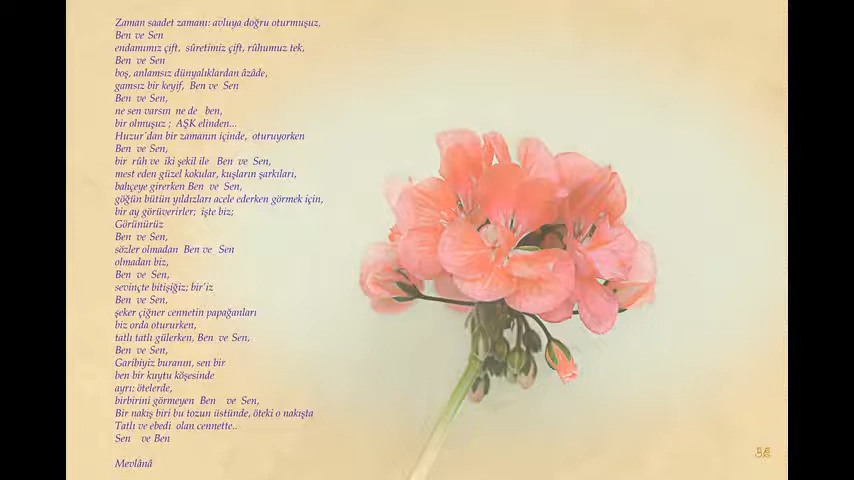 Zaman saadet zamanı: avluya doğru oturmuşuz,
Ben ve Sen
endamımız çift, sûretimiz çift, rûhumuz tek,
Ben ve Sen
boş, anlamsız dünyalıklardan âzâde,
gamsız bir keyif, Ben ve Sen
Ben ve Sen,
ne sen varsın ne de ben,
bir olmuşuz ; AŞK elinden...
Huzur'dan bir zamanın içinde, oturuyorken
Ben ve Sen,
bir rûh ve iki şekil ile Ben ve Sen,
mest eden güzel kokular, kuşların şarkıları,
bahçeye girerken Ben ve Sen,
göğün bütün yıldızları acele ederken görmek için,
bir ay görüverirler; işte biz;
Görünürüz
Ben ve Sen,
sözler olmadan Ben ve Sen
olmadan biz,
Ben ve Sen,
sevinçte bitişiğiz; bir'iz
Ben ve Sen,
şeker çiğner cennetin papağanları
biz orda otururken,
tatlı tatlı gülerken, Ben ve Sen,
Ben ve Sen,
Garibiyiz buranın, sen bir
ben bir kuytu köşesinde
ayrı: ötelerde,
birbirini görmeyen Ben ve Sen,
Bir nakış biri bu tozun üstünde, öteki o nakışta
Tatlı ve ebedi olan cennette...
Sen ve Ben
Mevlânâ